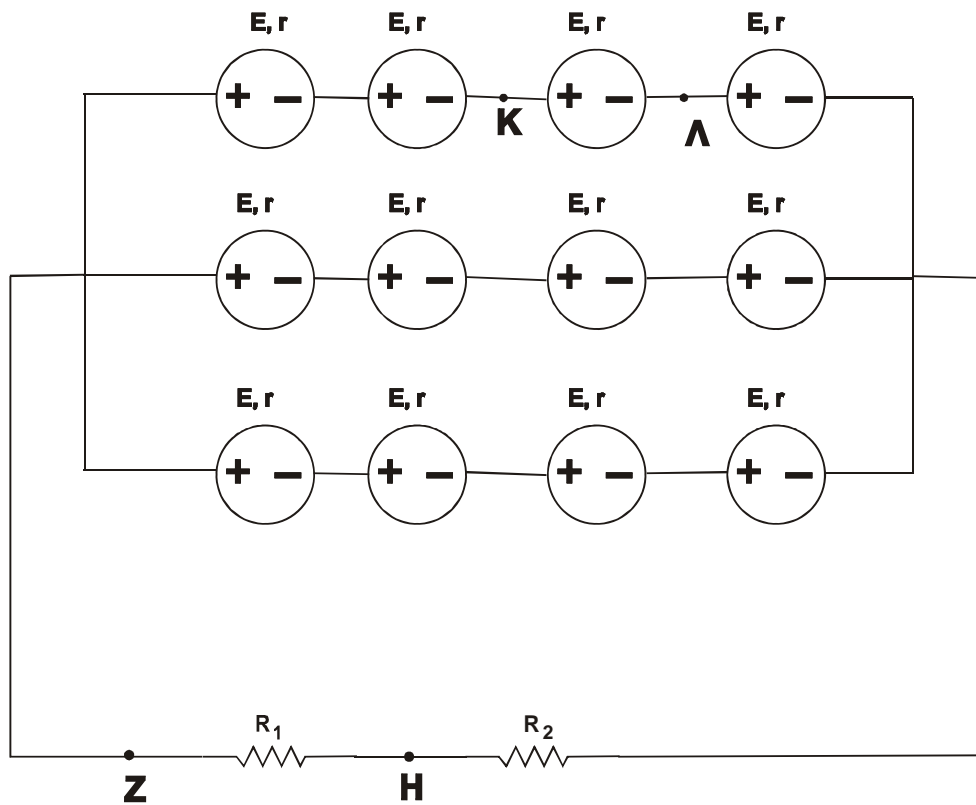 E, r E, r E, r E, r
+ − + − + − + −
K Λ
E, r E, r E, r E, r
+ − + − + − + −
E, r E, r E, r E, r
+ − + − + − + −
R₁ R₂
Z H